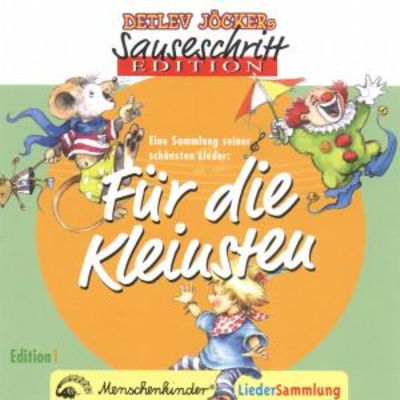 DETLEV JÖCKERs
Sauseschritt
EDITION
Eine Sammlung seiner
schönsten Lieder:
Für die
Kleinsten
Edition 1
Menschenkinder®
LiederSammlung